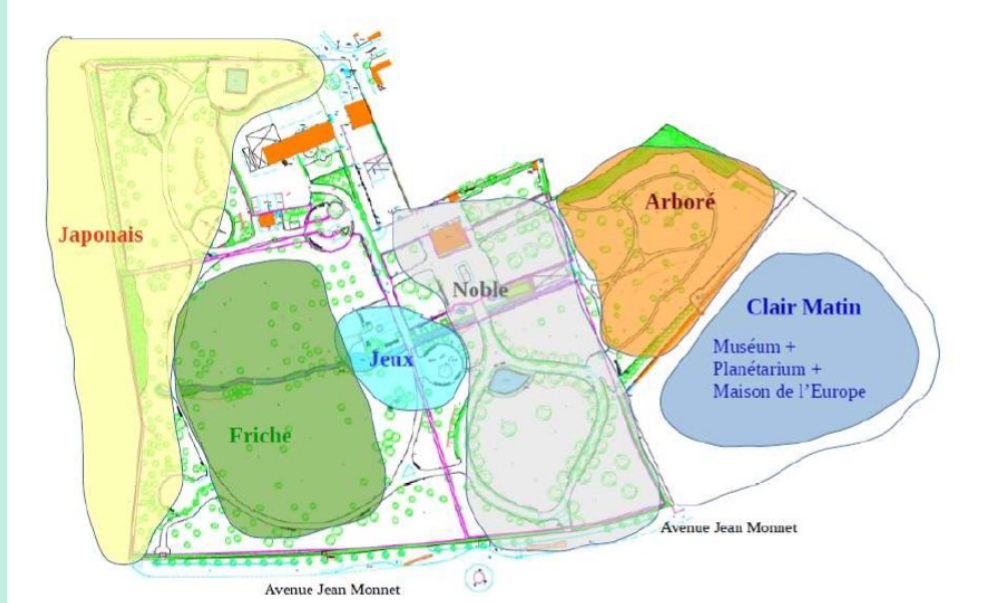 Japonais
Arboré
Noble
Clair Matin
Muséum +
Planétarium +
Maison de l'Europe
Jeux
Friche
Avenue Jean Monnet
Avenue Jean Monnet